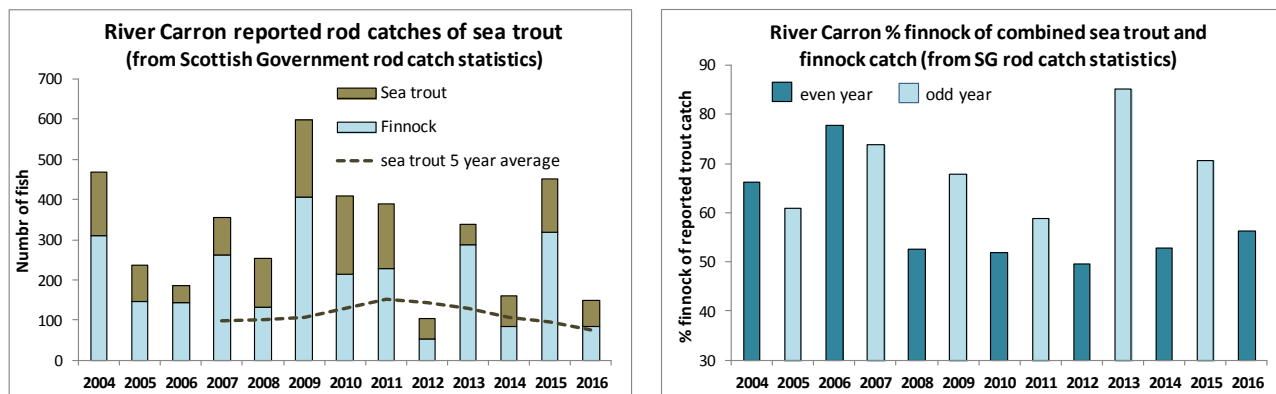 River Carron reported rod catches of sea trout
(from Scottish Government rod catch statistics)
700
600
500
400
300
200
100
0
Numbr of fish
Sea trout
Finnock
sea trout 5 year average
2004 2005 2006 2007 2008 2009 2010 2011 2012 2013 2014 2015 2016
River Carron % finnock of combined sea trout and
finnock catch (from SG rod catch statistics)
90
80
70
60
50
40
30
% finnock of reported trout catch
even year odd year
2004 2005 2006 2007 2008 2009 2010 2011 2012 2013 2014 2015 2016